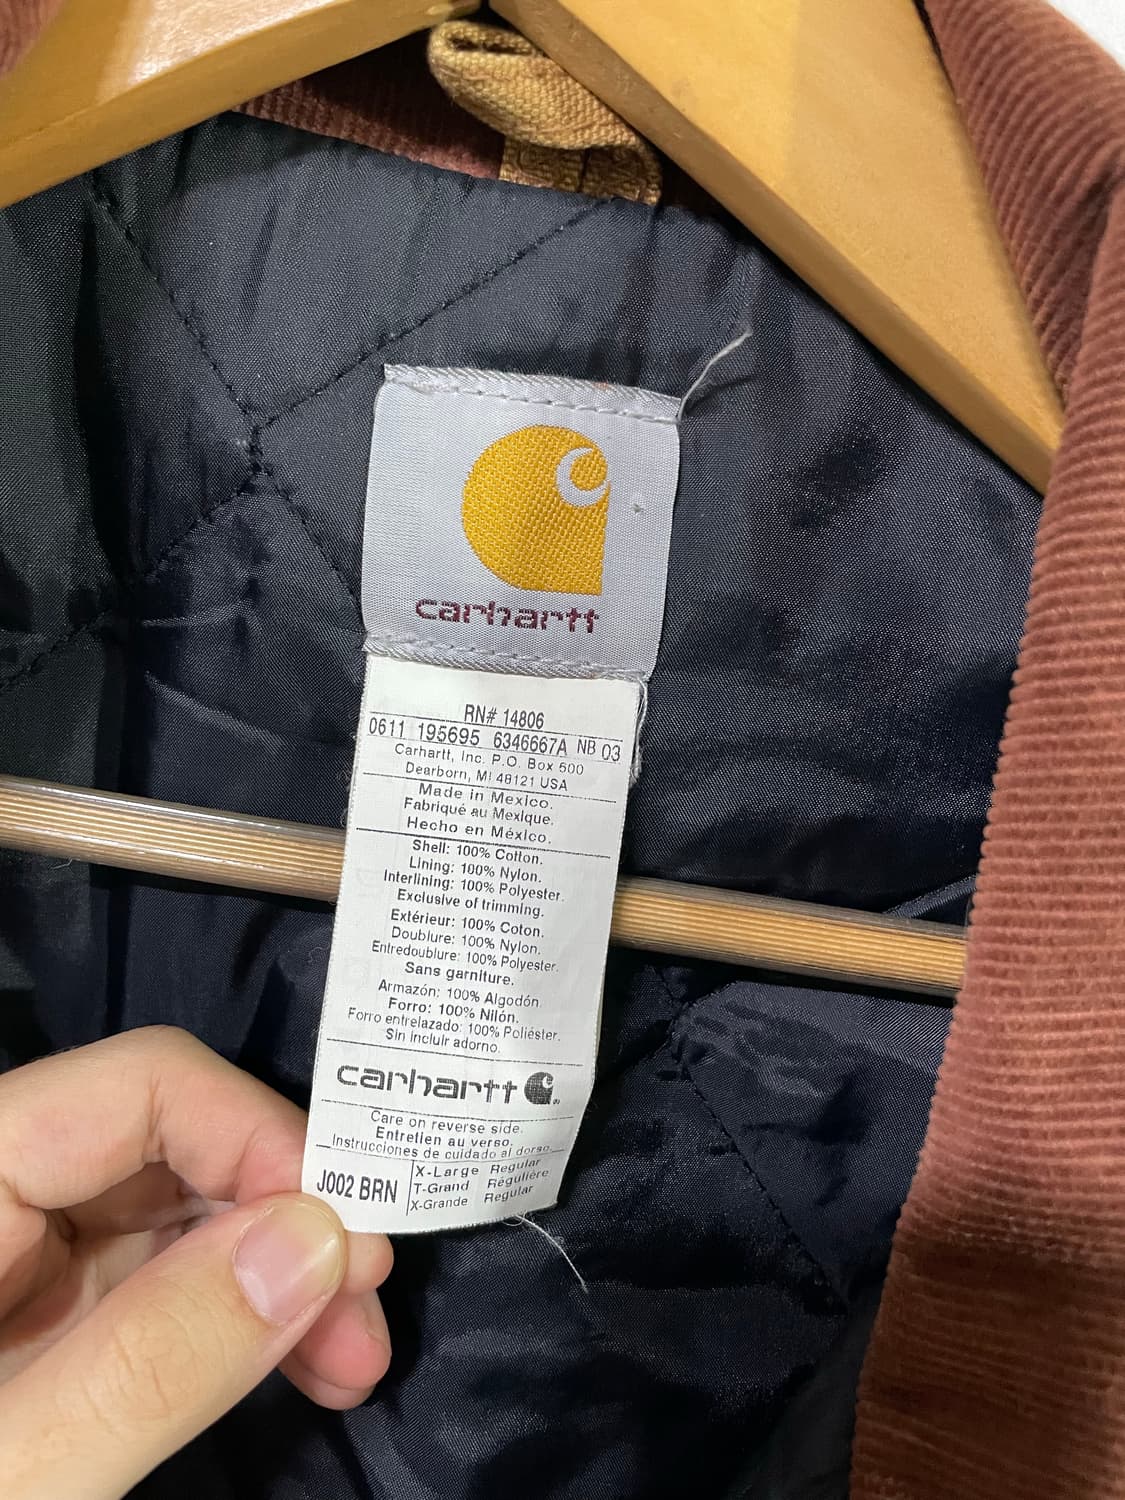 carhartt
RN# 14806
0611 195695 6346667A NB 03
Carhartt, Inc. P.O. Box 500
Dearborn, MI 48121 USA
Made in Mexico.
Fabriqué au Mexique.
Hecho en México.
Shell: 100% Cotton.
Lining: 100% Nylon.
Interlining: 100% Polyester.
Exclusive of trimming.
Extérieur: 100% Coton.
Doublure: 100% Nylon.
Entredoublure: 100% Polyester.
Sans garniture.
Armazón: 100% Algodón.
Forro: 100% Nilón.
Forro entrelazado: 100% Poliéster.
Sin incluir adorno.
carhartt
Care on reverse side.
Entretien au verso.
Instrucciones de cuidado al dorso.
J002 BRN
X-Large Regular
T-Grand Régulière
X-Grande Regular